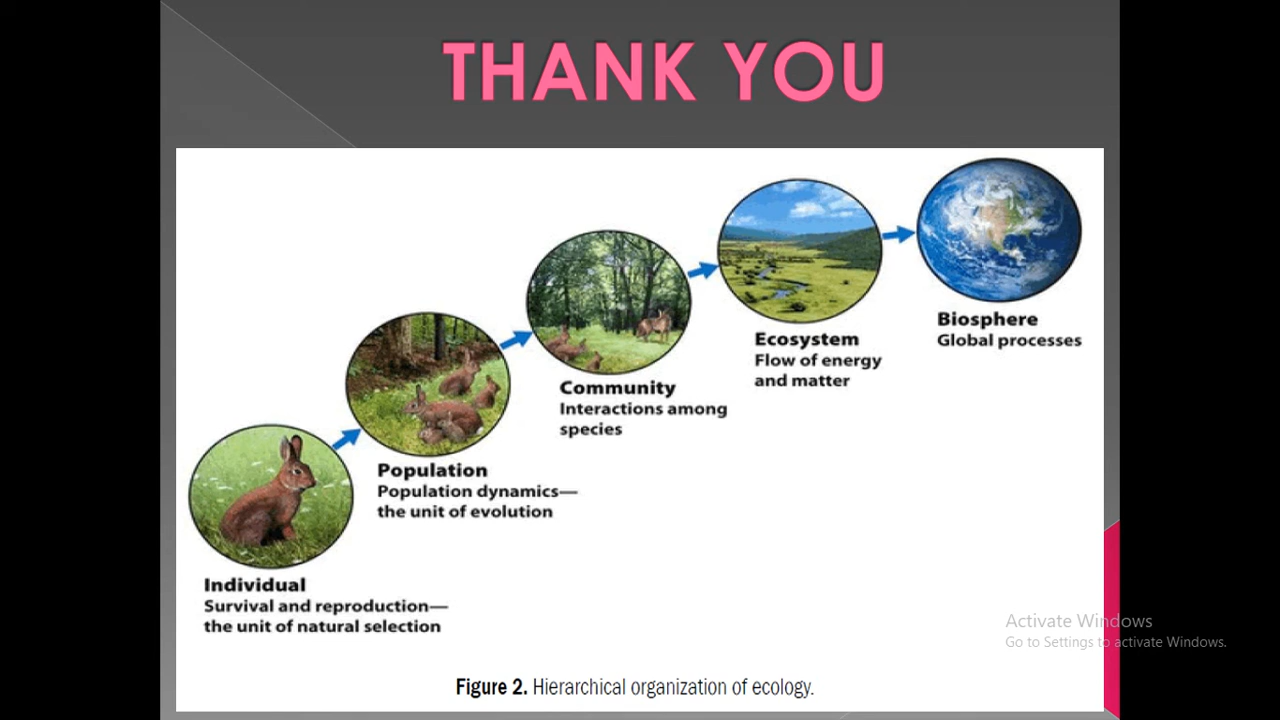 THANK YOU
Biosphere
Global processes
Ecosystem
Flow of energy
and matter
Community
Interactions among
species
Population
Population dynamics—
the unit of evolution
Individual
Survival and reproduction—
the unit of natural selection
Activate Windows
Go to Settings to activate Windows.
Figure 2. Hierarchical organization of ecology.